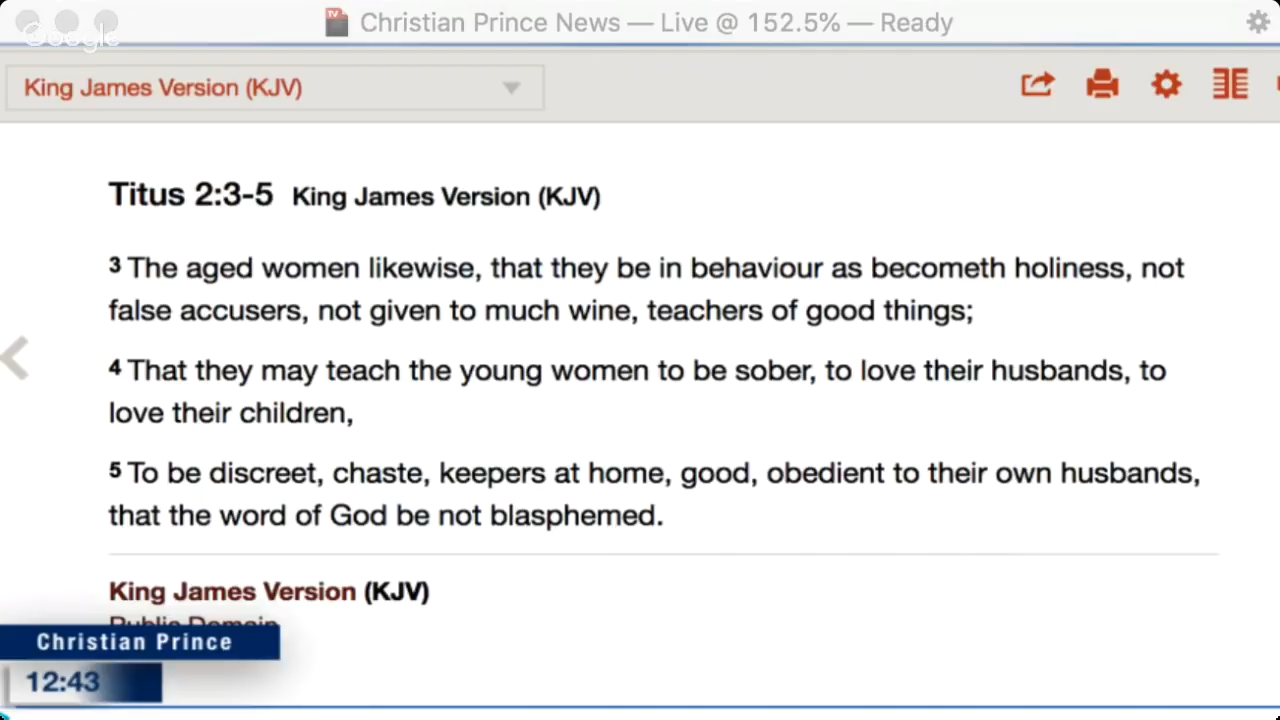 Christian Prince News — Live @ 152.5% — Ready
Google
King James Version (KJV)
Titus 2:3-5 King James Version (KJV)
3 The aged women likewise, that they be in behaviour as becometh holiness, not
false accusers, not given to much wine, teachers of good things;
4 That they may teach the young women to be sober, to love their husbands, to
love their children,
5 To be discreet, chaste, keepers at home, good, obedient to their own husbands,
that the word of God be not blasphemed.
King James Version (KJV)
Public Domain
Christian Prince
12:43